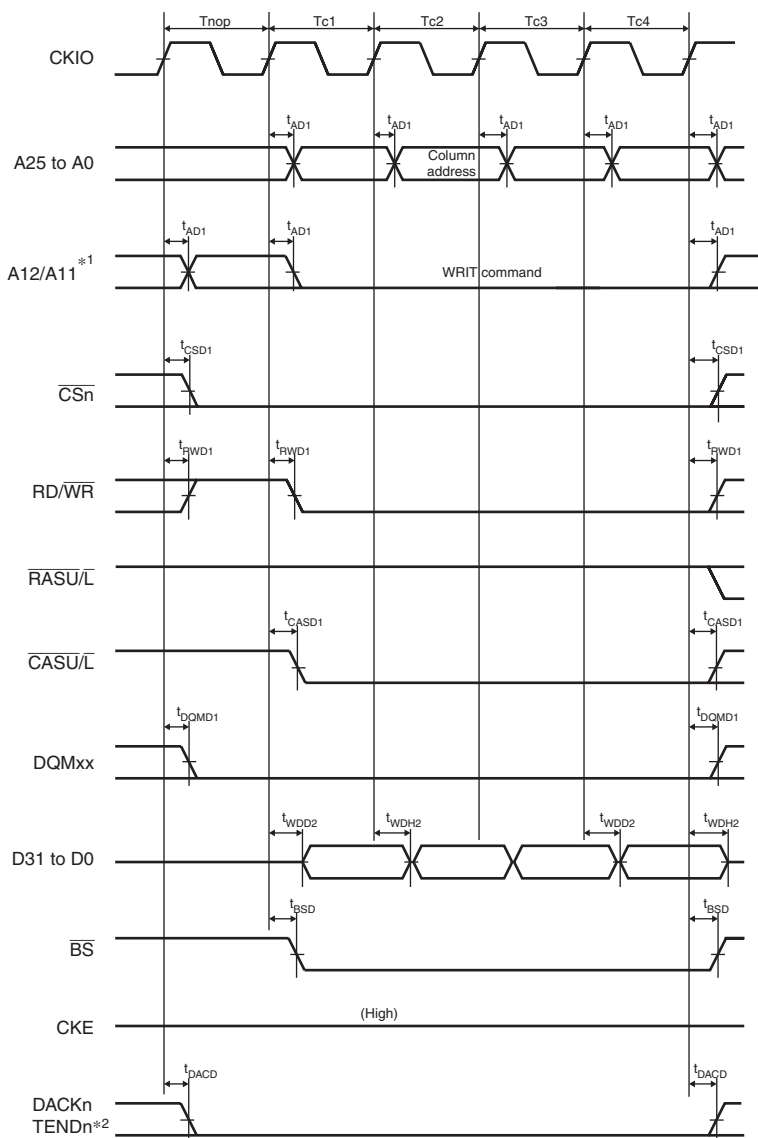 Tnop Tc1 Tc2 Tc3 Tc4
CKIO
tAD1 tAD1 tAD1 tAD1 tAD1
A25 to A0
Column
address
tAD1 tAD1 tAD1
A12/A11*1
WRIT command
tCSD1 tCSD1
CSn
tRWD1 tRWD1 tRWD1
RD/WR
RASU/L
tCASD1 tCASD1
CASU/L
tDQMD1 tDQMD1
DQMxx
tWDD2 tWDH2 tWDD2 tWDH2
D31 to D0
tBSD tBSD
BS
(High)
CKE
tDACD tDACD
DACKn
TENDn*2